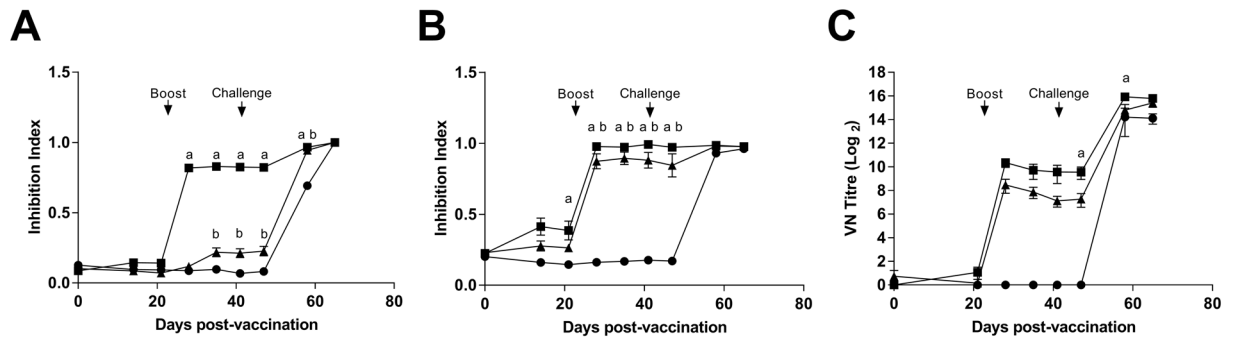 A
Inhibition Index
1.5
1.0
0.5
0.0
Boost
Challenge
a a a a
a b
b b b
0 20 40 60 80
Days post-vaccination
B
Inhibition Index
1.5
1.0
0.5
0.0
Boost
Challenge
a b a b a b a b
a
0 20 40 60 80
Days post-vaccination
C
VN Titre (Log 2)
18
16
14
12
10
8
6
4
2
0
Boost
Challenge
a
a
0 20 40 60 80
Days post-vaccination